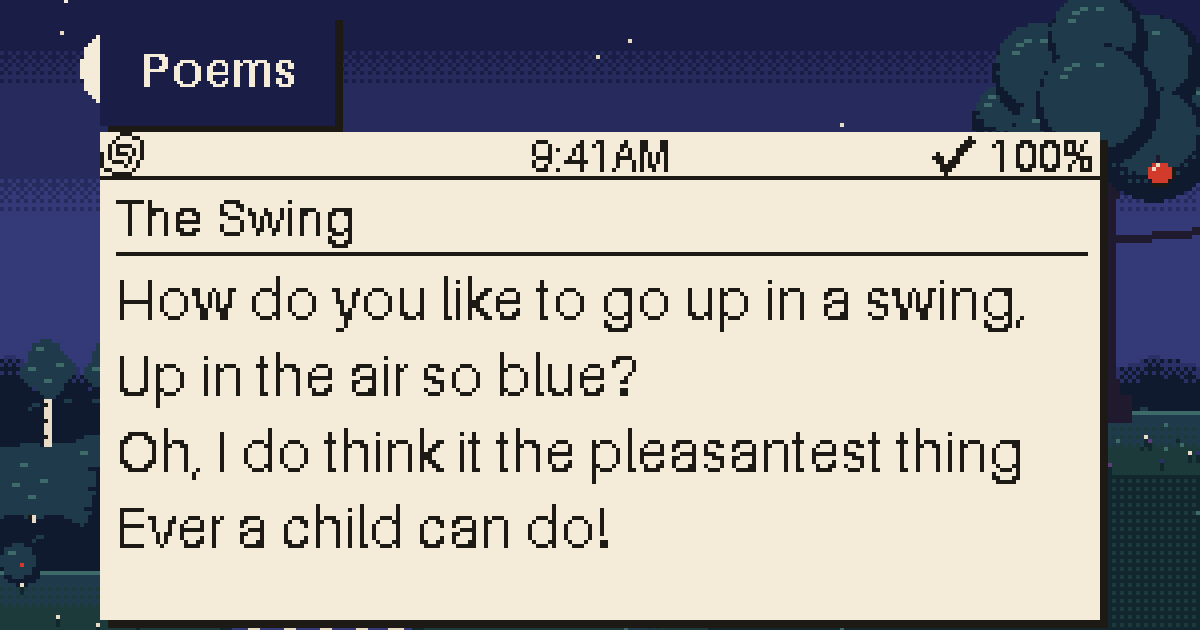 Poems
9:41AM 100%
The Swing
How do you like to go up in a swing,
Up in the air so blue?
Oh, I do think it the pleasantest thing
Ever a child can do!